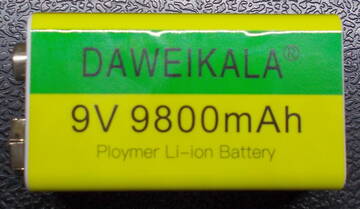 DAWEIKALA®
9V 9800mAh
Ploymer Li-ion Battery